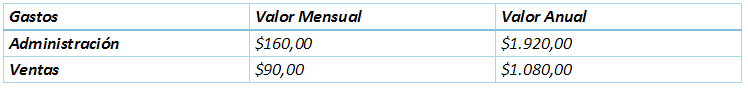 Gastos Valor Mensual Valor Anual
Administración $160,00 $1.920,00
Ventas $90,00 $1.080,00